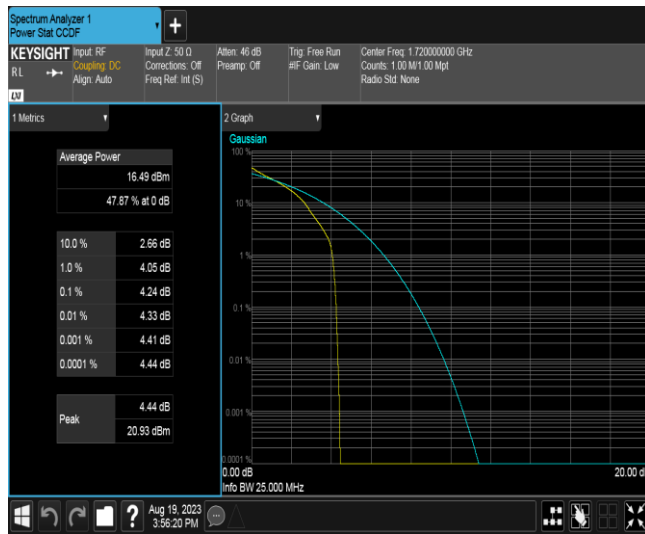 Spectrum Analyzer 1
Power Stat CCDF
KEYSIGHT
RL
LXI
Input: RF
Coupling: DC
Align: Auto
Input Z: 50 Ω
Corrections: Off
Freq Ref: Int (S)
Atten: 46 dB
Preamp: Off
Trig: Free Run
#IF Gain: Low
Center Freq: 1.720000000 GHz
Counts: 1.00 M/1.00 Mpt
Radio Std: None
1 Metrics
Average Power
16.49 dBm
47.87 % at 0 dB
10.0 % 2.66 dB
1.0 % 4.05 dB
0.1 % 4.24 dB
0.01 % 4.33 dB
0.001 % 4.41 dB
0.0001 % 4.44 dB
Peak
4.44 dB
20.93 dBm
2 Graph
Gaussian
100 %
10 %
1 %
0.1 %
0.01 %
0.001 %
0.0001 %
0.00 dB
20.00 d
Info BW 25.000 MHz
?
Aug 19, 2023
3:56:20 PM